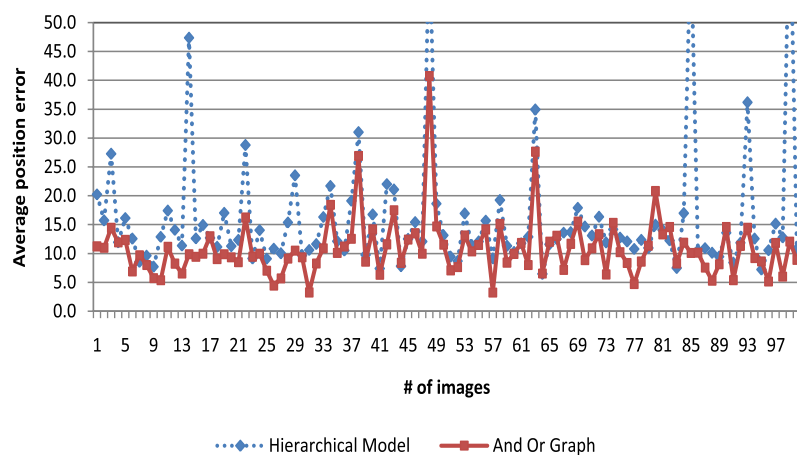 50.0
45.0
40.0
35.0
30.0
25.0
20.0
15.0
10.0
5.0
0.0
Average position error
1 5 9 13 17 21 25 29 33 37 41 45 49 53 57 61 65 69 73 77 81 85 89 93 97
# of images
Hierarchical Model And Or Graph